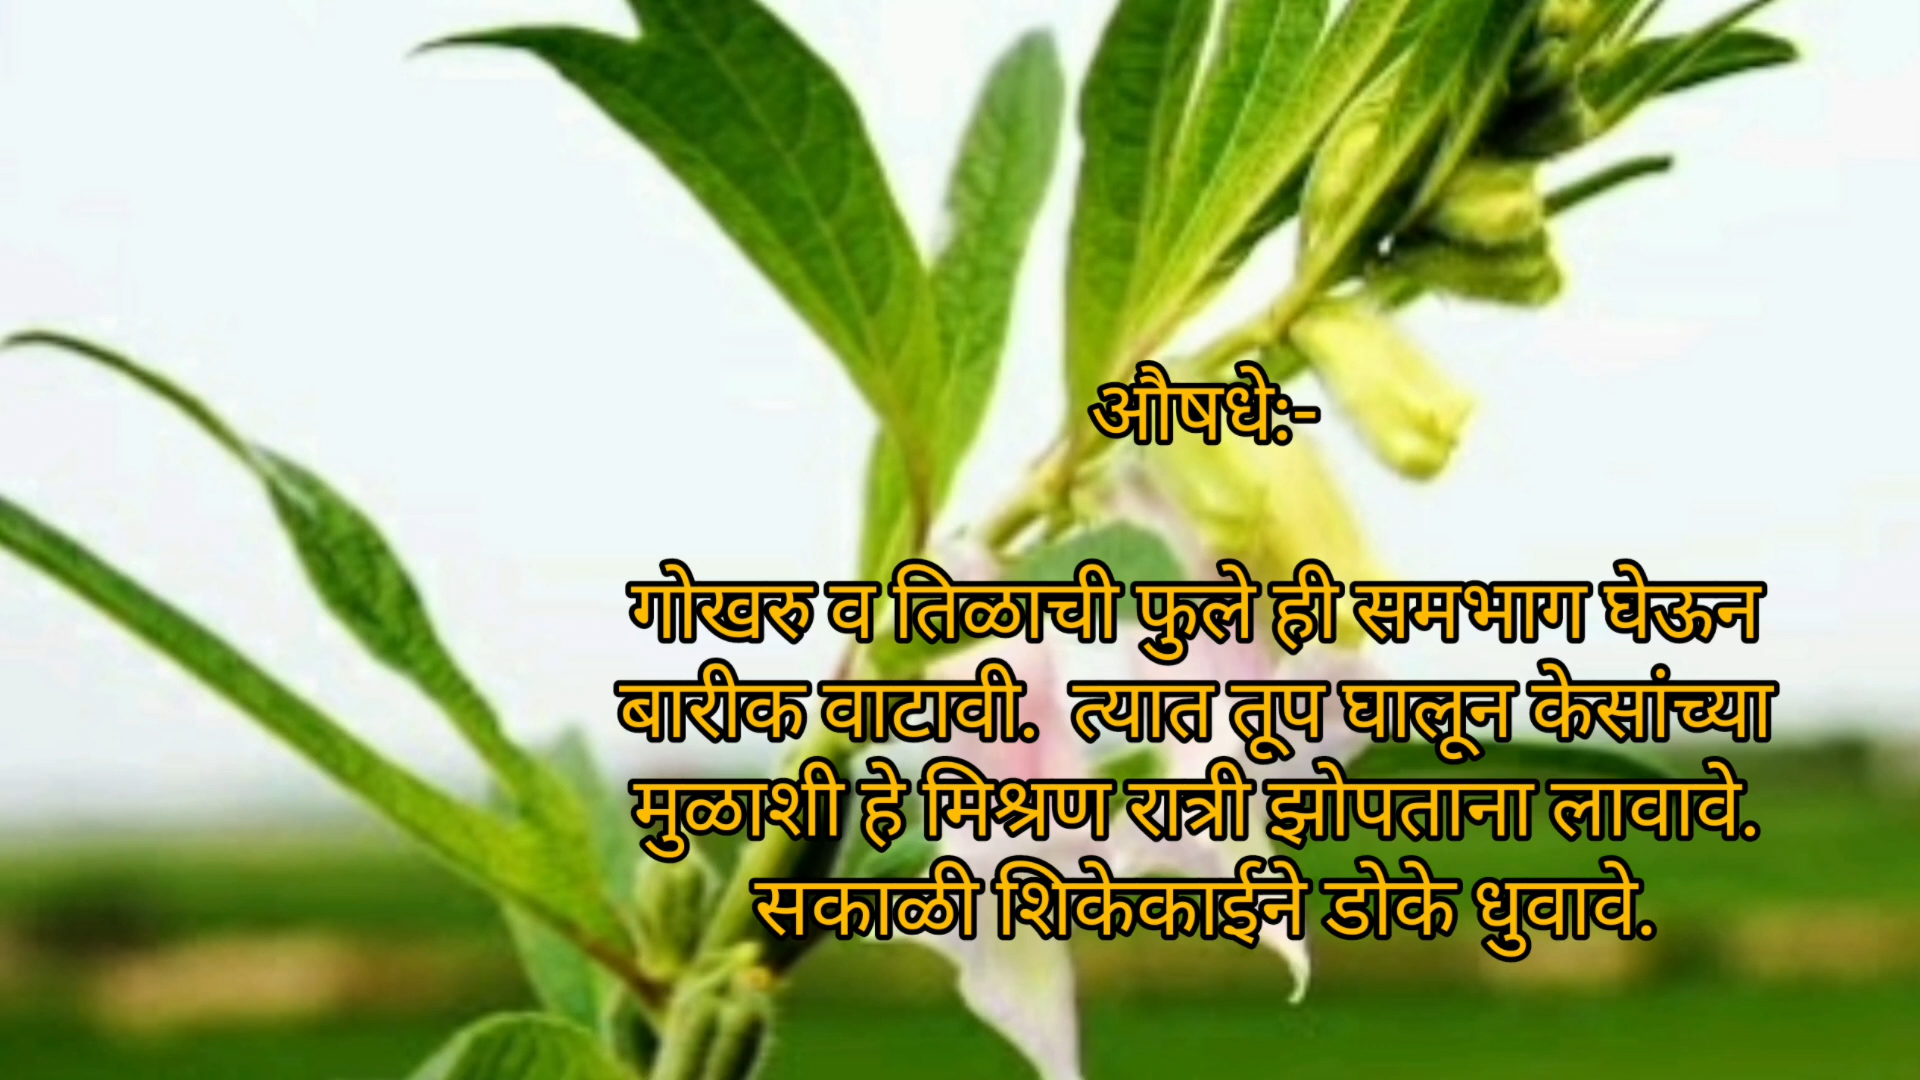 औषधे:-
गोखरु व तिळाची फुले ही समभाग घेऊन
बारीक वाटावी. त्यात तूप घालून केसांच्या
मुळाशी हे मिश्रण रात्री झोपताना लावावे.
सकाळी शिकेकाईने डोके धुवावे.